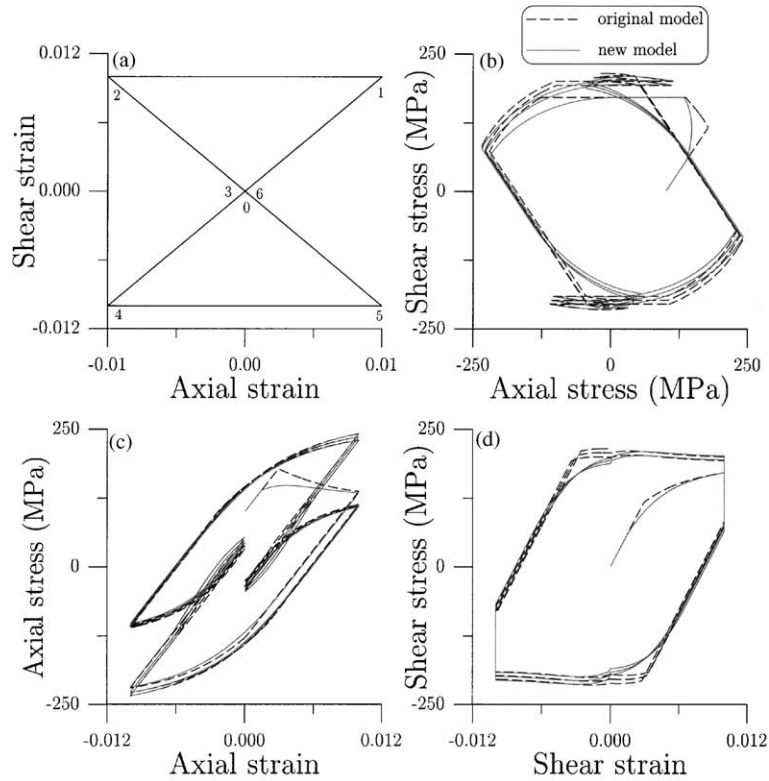 original model
new model
(a)
0.012
0.000
-0.012
Shear strain
2
1
3
6
0
4
5
-0.01
0.00
0.01
Axial strain
(b)
250
0
-250
Shear stress (MPa)
-250
0
250
Axial stress (MPa)
(c)
250
0
-250
Axial stress (MPa)
-0.012
0.000
0.012
Axial strain
(d)
250
0
-250
Shear stress (MPa)
-0.012
0.000
0.012
Shear strain